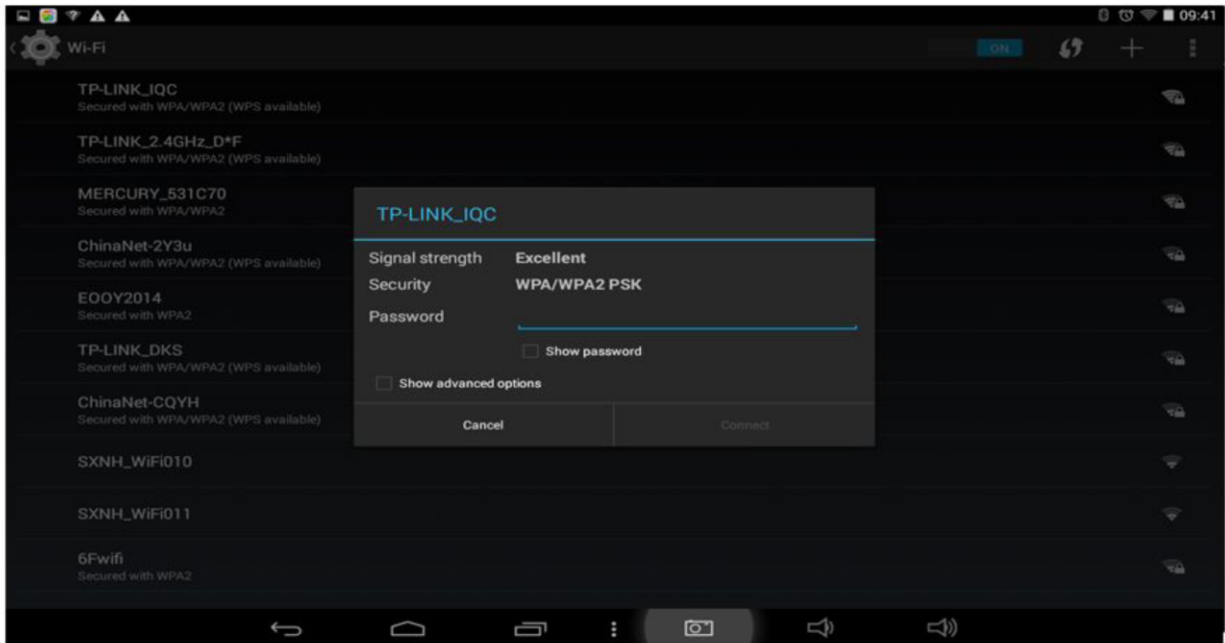 09:41
Wi-Fi
ON
TP-LINK_IQC
Secured with WPA/WPA2 (WPS available)
TP-LINK_2.4GHz_D*F
Secured with WPA/WPA2 (WPS available)
MERCURY_531C70
Secured with WPA/WPA2
ChinaNet-2Y3u
Secured with WPA/WPA2 (WPS available)
EOOY2014
Secured with WPA2
TP-LINK_DKS
Secured with WPA/WPA2 (WPS available)
ChinaNet-CQYH
Secured with WPA/WPA2 (WPS available)
SXNH_WiFi010
SXNH_WiFi011
6Fwifi
Secured with WPA2
TP-LINK_IQC
Signal strength Excellent
Security WPA/WPA2 PSK
Password
Show password
Show advanced options
Cancel Connect